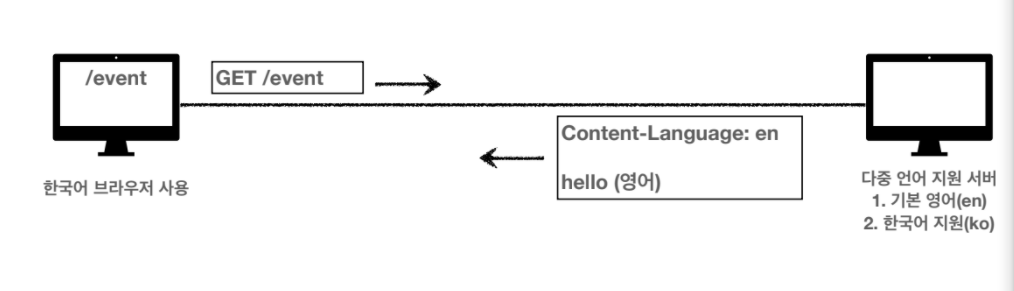 /event
GET /event
Content-Language: en
hello (영어)
한국어 브라우저 사용
다중 언어 지원 서버
1. 기본 영어(en)
2. 한국어 지원(ko)